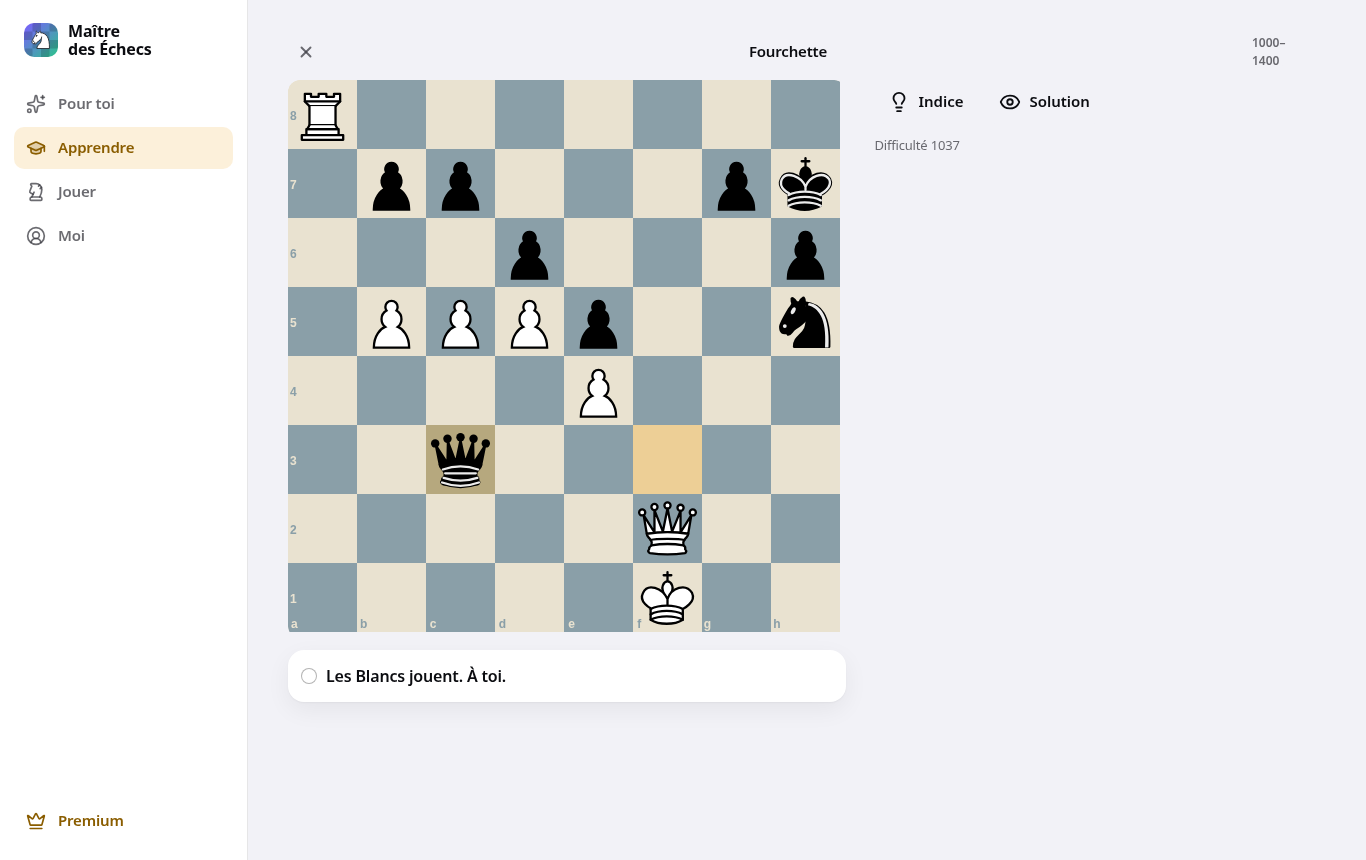 Maître
des Échecs
Pour toi
Apprendre
Jouer
Moi
Premium
Fourchette
1000–
1400
Indice
Solution
Difficulté 1037
8
7
6
5
4
3
2
1
a b c d e f g h
Les Blancs jouent. À toi.